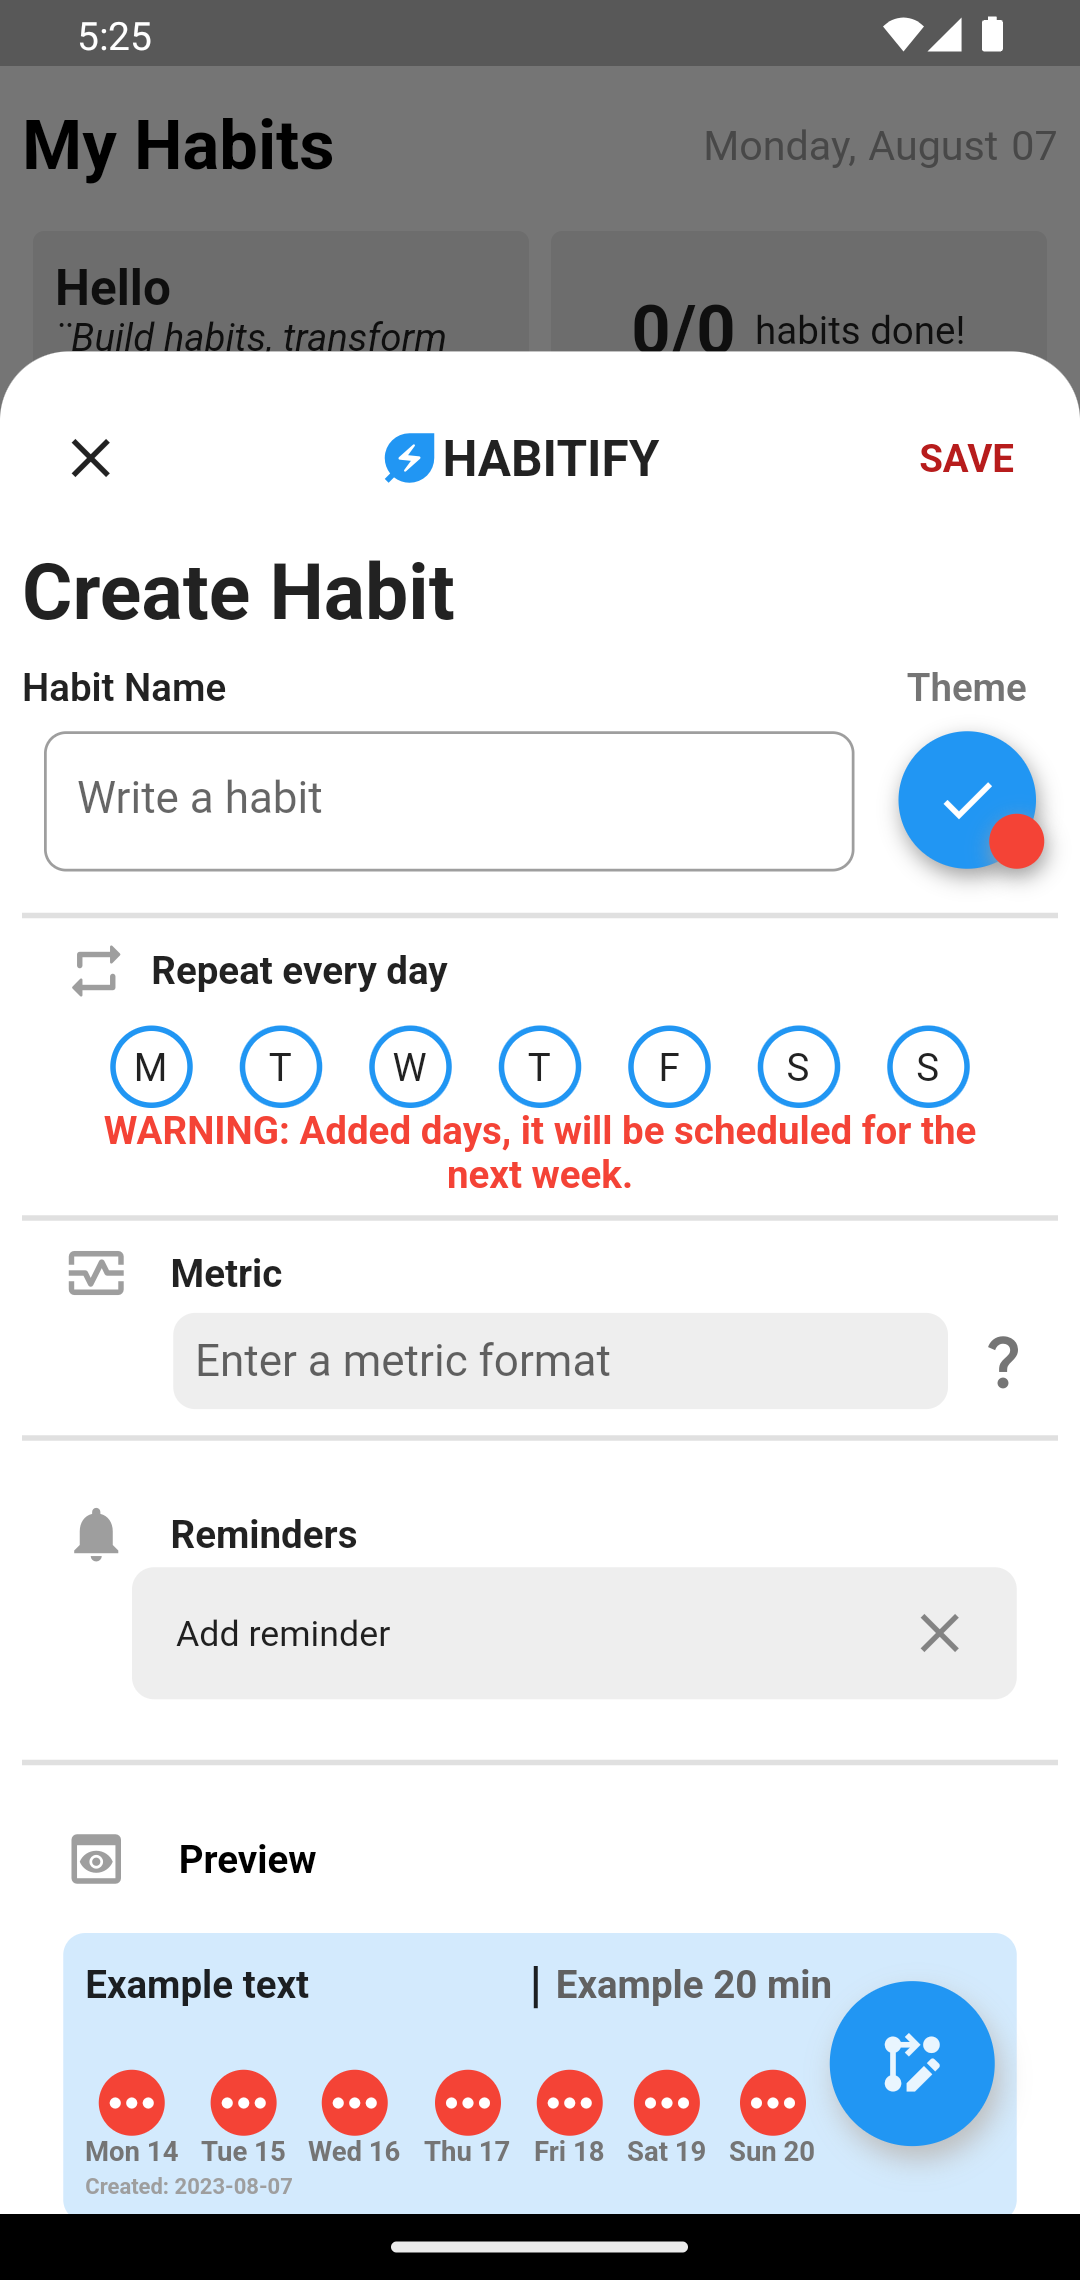 5:25
My Habits
Monday, August 07
Hello
¨Build habits, transform
0/0 habits done!
HABITIFY
SAVE
Create Habit
Habit Name
Theme
Write a habit
Repeat every day
M T W T F S S
WARNING: Added days, it will be scheduled for the
next week.
Metric
Enter a metric format
?
Reminders
Add reminder
Preview
Example text | Example 20 min
Mon 14 Tue 15 Wed 16 Thu 17 Fri 18 Sat 19 Sun 20
Created: 2023-08-07